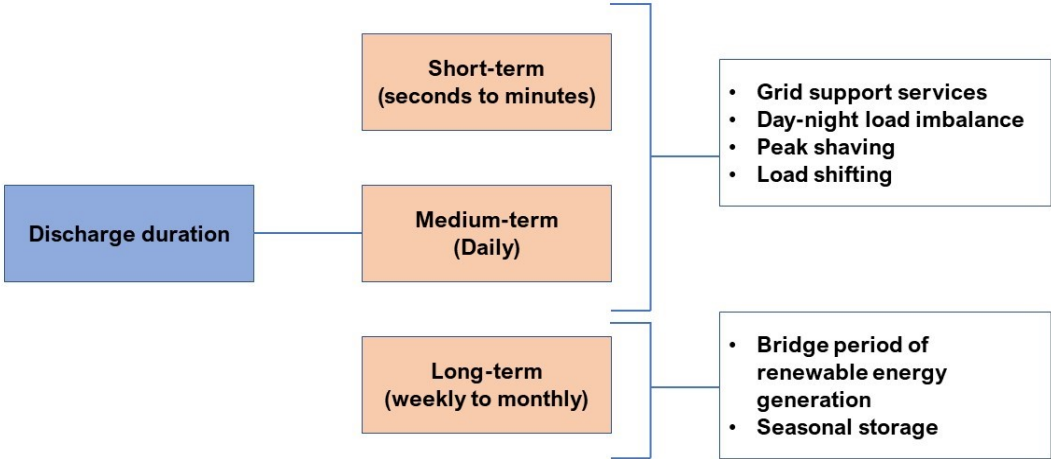 Short-term
(seconds to minutes)
• Grid support services
• Day-night load imbalance
• Peak shaving
• Load shifting
Discharge duration
Medium-term
(Daily)
Long-term
(weekly to monthly)
• Bridge period of
renewable energy
generation
• Seasonal storage